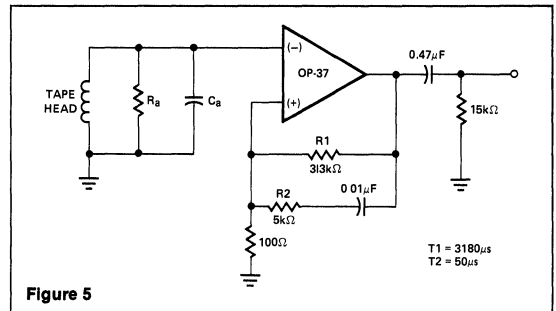 0.47μF
(−)
OP-37
TAPE
HEAD
Ra
Ca
(+)
15kΩ
R1
3I3kΩ
R2
0 01μF
5kΩ
100Ω
T1 = 3180μs
T2 = 50μs
Figure 5